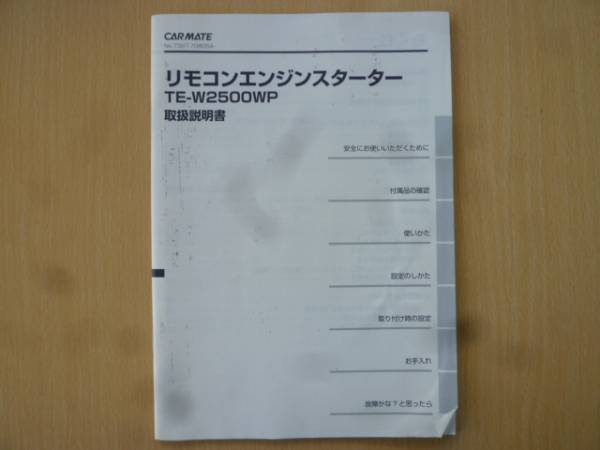 CARMATE
リモコンエンジンスターター
TE-W2500WP
取扱説明書
安全にお使いいただくために
付属品の確認
使いかた
設定のしかた
取り付け時の設定
お手入れ
故障かな？と思ったら